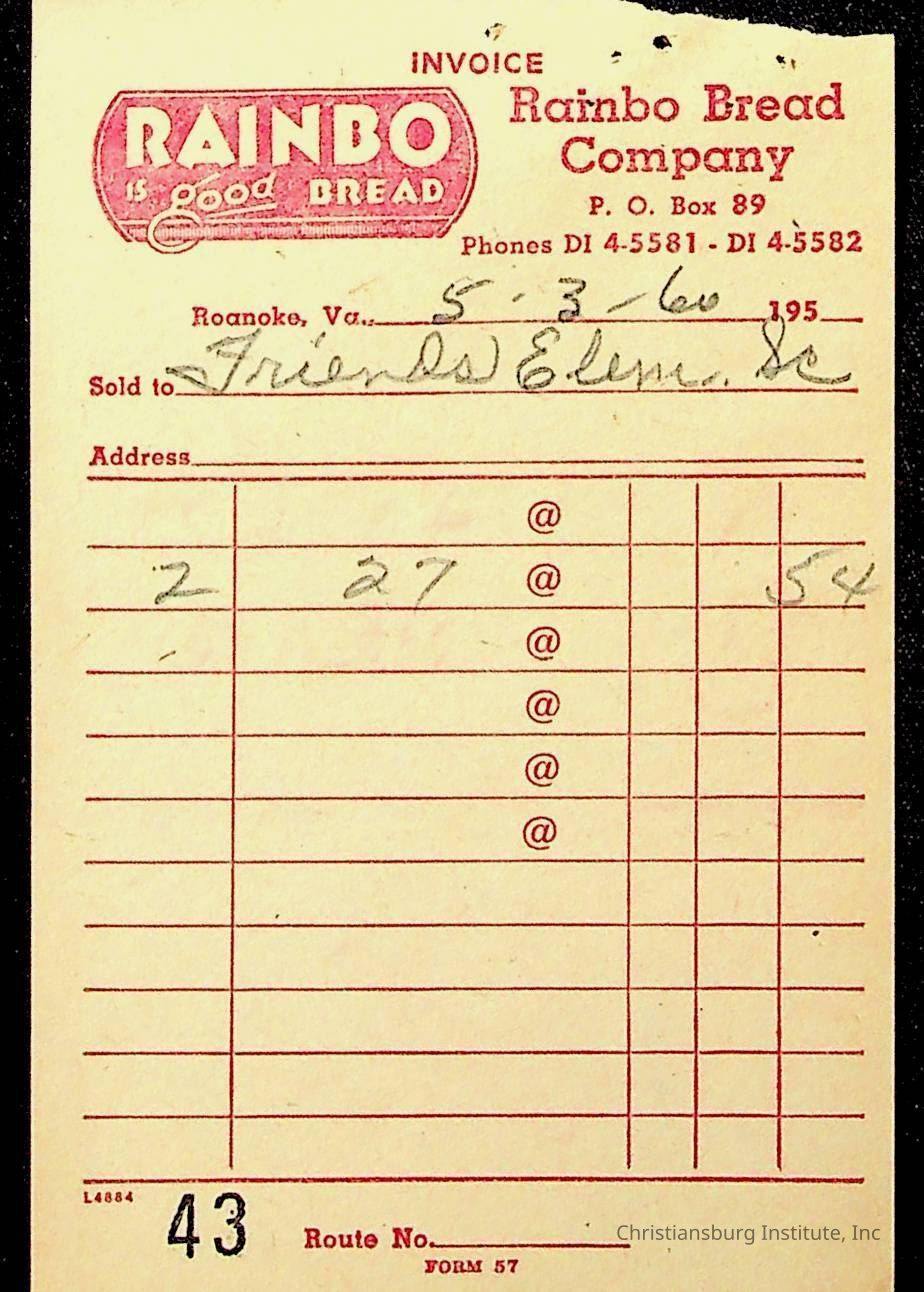 INVOICE
RAINBO
IS good BREAD
Rainbo Bread
Company
P. O. Box 89
Phones DI 4-5581 - DI 4-5582
Roanoke, Va., 5-3-60 195
Sold to Friends Elem. Sc
Address
@
2 27 @ 54
@
@
@
@
L4884
43 Route No.
FORM 57
Christiansburg Institute, Inc